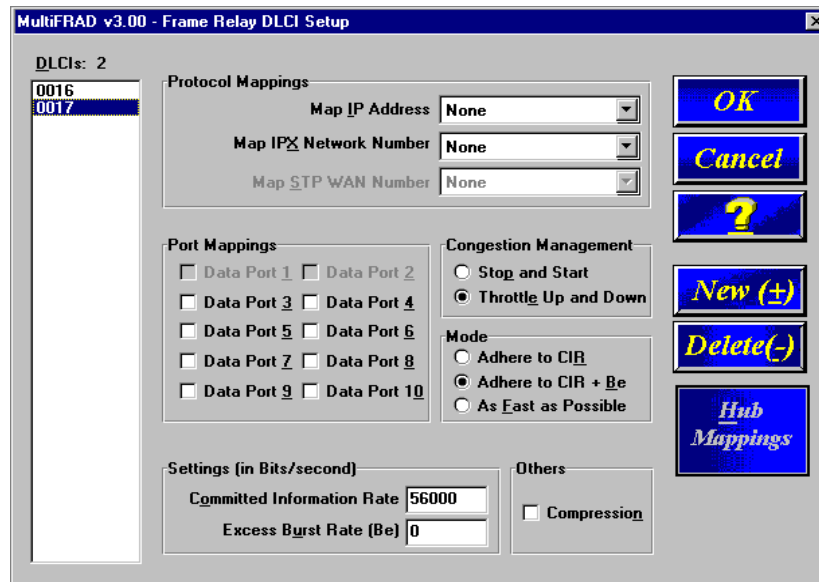 MultiFRAD v3.00 - Frame Relay DLCI Setup
DLCIs: 2
0016
0017
Protocol Mappings
Map IP Address None
Map IPX Network Number None
Map STP WAN Number None
Port Mappings
Data Port 1 Data Port 2
Data Port 3 Data Port 4
Data Port 5 Data Port 6
Data Port 7 Data Port 8
Data Port 9 Data Port 10
Congestion Management
Stop and Start
Throttle Up and Down
Mode
Adhere to CIR
Adhere to CIR + Be
As Fast as Possible
Settings (in Bits/second)
Committed Information Rate 56000
Excess Burst Rate (Be) 0
Others
Compression
OK
Cancel
?
New (+)
Delete(-)
Hub
Mappings